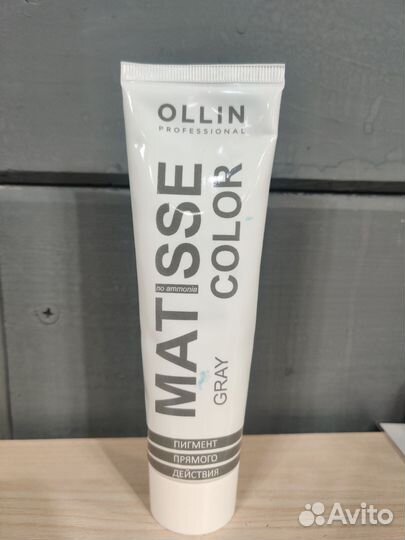 OLLIN
PROFESSIONAL
MATISSE
COLOR
no ammonia
GRAY
ПИГМЕНТ
ПРЯМОГО
ДЕЙСТВИЯ
Avito